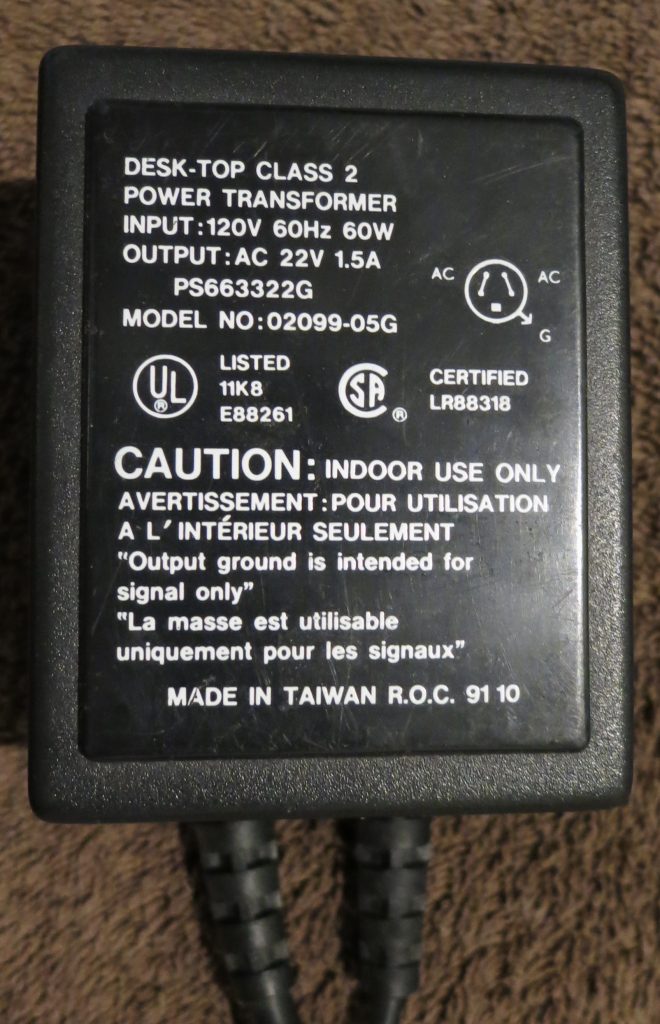 DESK-TOP CLASS 2
POWER TRANSFORMER
INPUT:120V 60Hz 60W
OUTPUT:AC 22V 1.5A
PS663322G
MODEL NO:02099-05G
AC AC
G
UL LISTED
® 11K8
E88261
SA ® CERTIFIED
LR88318
CAUTION: INDOOR USE ONLY
AVERTISSEMENT:POUR UTILISATION
A L'INTÉRIEUR SEULEMENT
"Output ground is intended for
signal only"
"La masse est utilisable
uniquement pour les signaux"
MADE IN TAIWAN R.O.C. 91 10